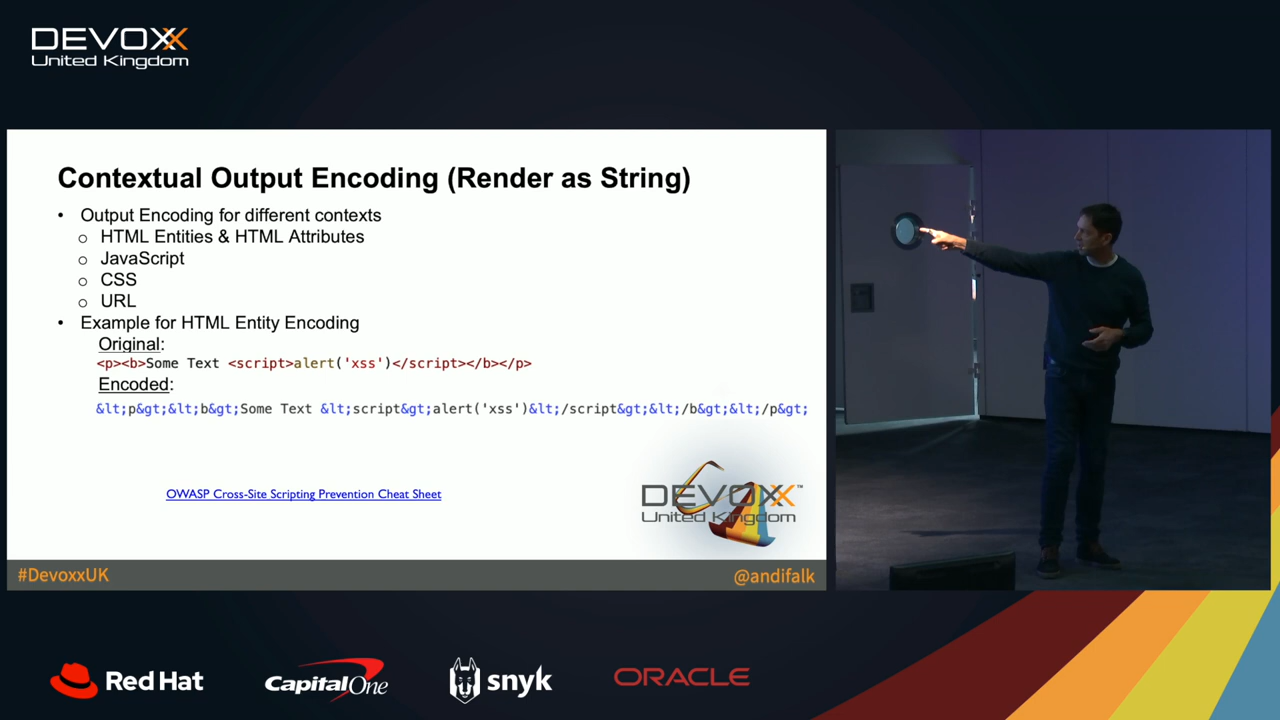 DEVOXX
United Kingdom
Contextual Output Encoding (Render as String)
• Output Encoding for different contexts
o HTML Entities & HTML Attributes
o JavaScript
o CSS
o URL
• Example for HTML Entity Encoding
Original:
<p><b>Some Text <script>alert('xss')</script></b></p>
Encoded:
&lt;p&gt;&lt;b&gt;Some Text &lt;script&gt;alert('xss')&lt;/script&gt;&lt;/b&gt;&lt;/p&gt;
OWASP Cross-Site Scripting Prevention Cheat Sheet
DEVOXX™
United Kingdom
#DevoxxUK
@andifalk
Red Hat
Capital One
snyk
ORACLE